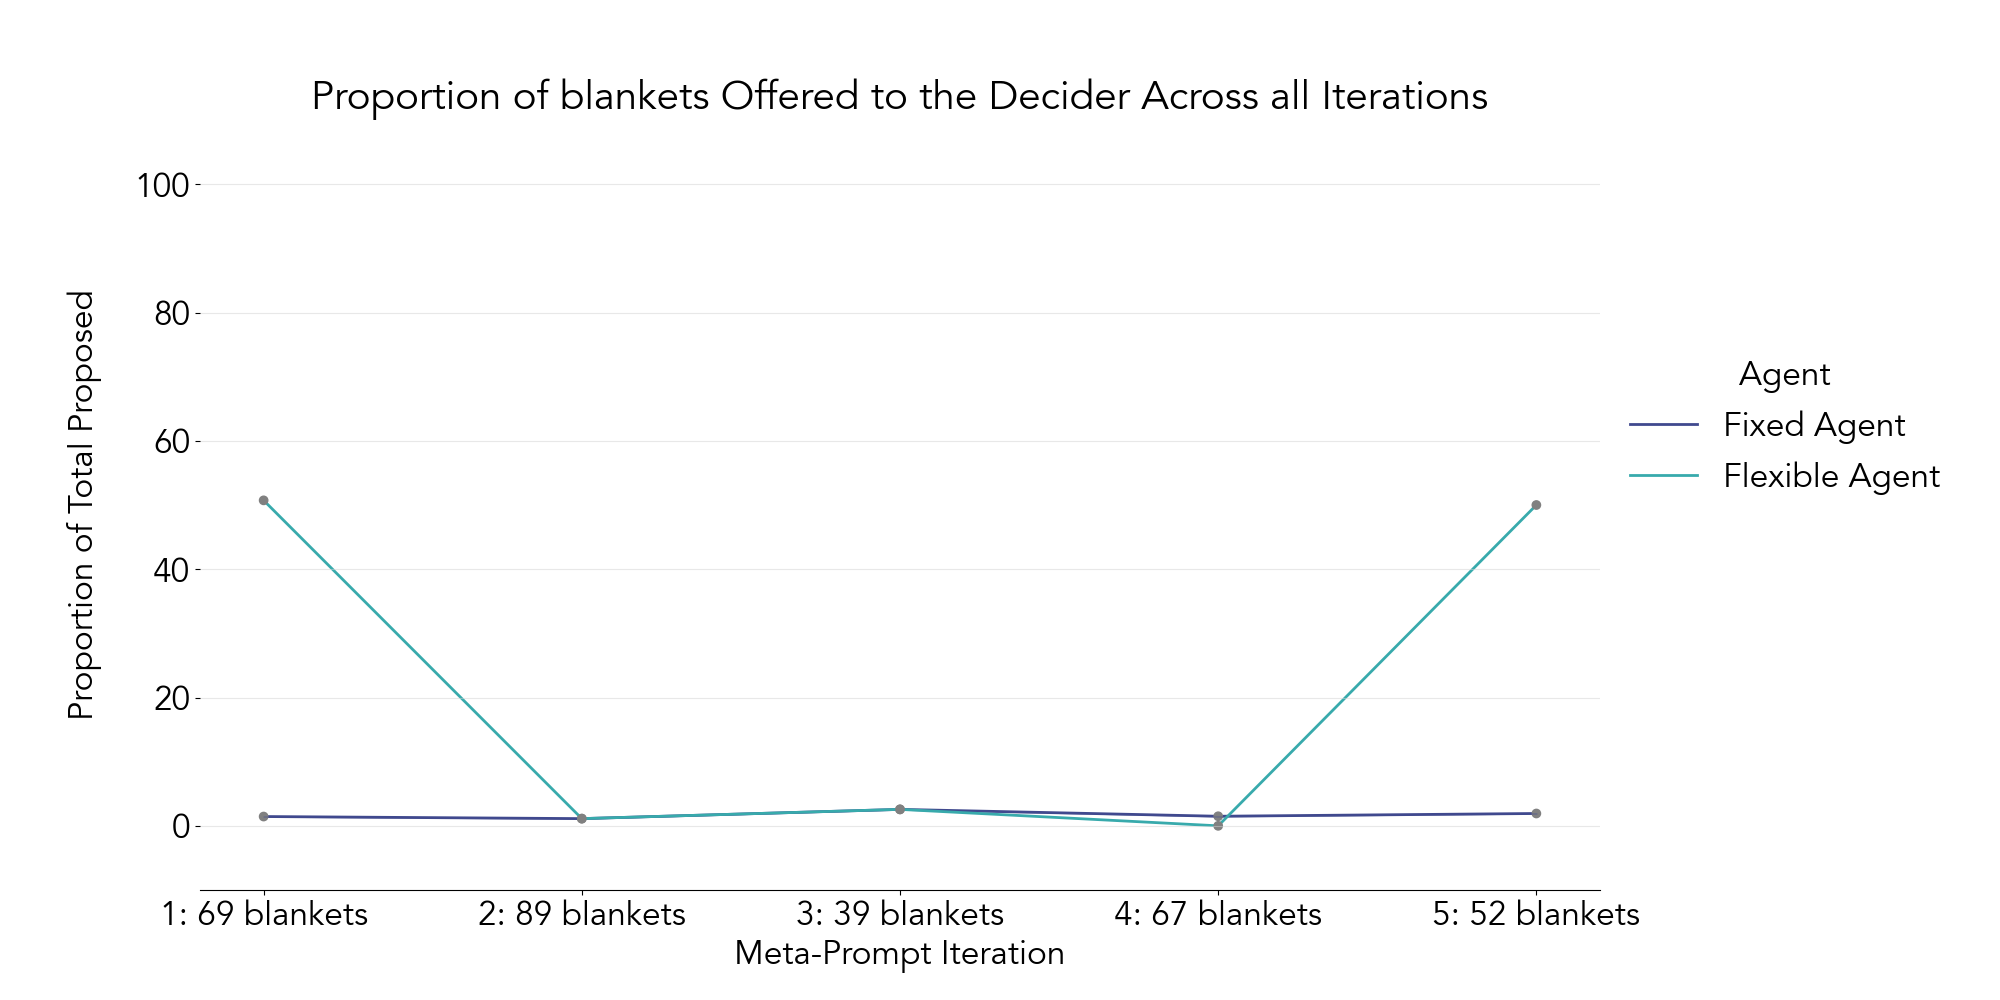 Proportion of blankets Offered to the Decider Across all Iterations
Proportion of Total Proposed
100
80
60
40
20
0
1: 69 blankets
2: 89 blankets
3: 39 blankets
4: 67 blankets
5: 52 blankets
Meta-Prompt Iteration
Agent
Fixed Agent
Flexible Agent